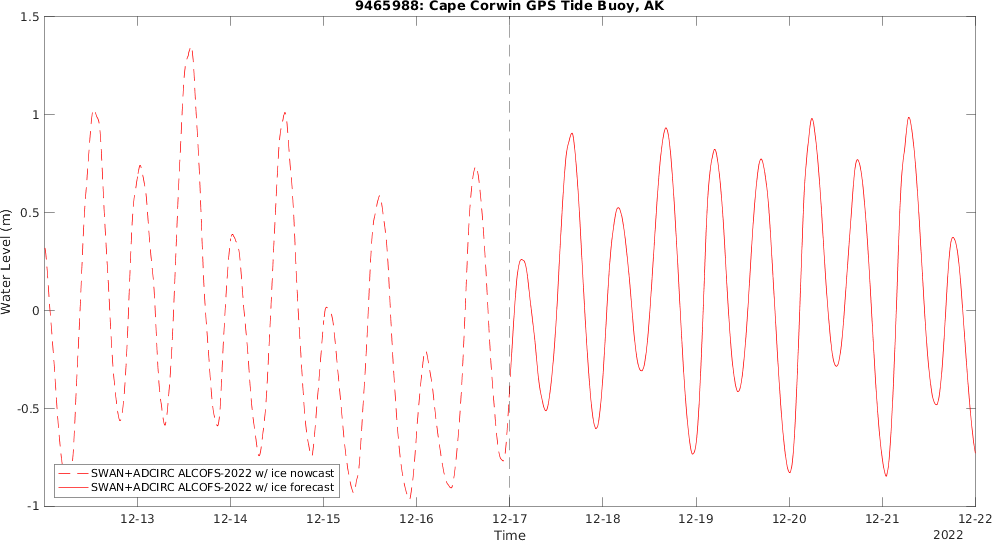 9465988: Cape Corwin GPS Tide Buoy, AK
Water Level (m)
1.5
1
0.5
0
-0.5
-1
SWAN+ADCIRC ALCOFS-2022 w/ ice nowcast
SWAN+ADCIRC ALCOFS-2022 w/ ice forecast
12-13 12-14 12-15 12-16 12-17 12-18 12-19 12-20 12-21 12-22
Time
2022